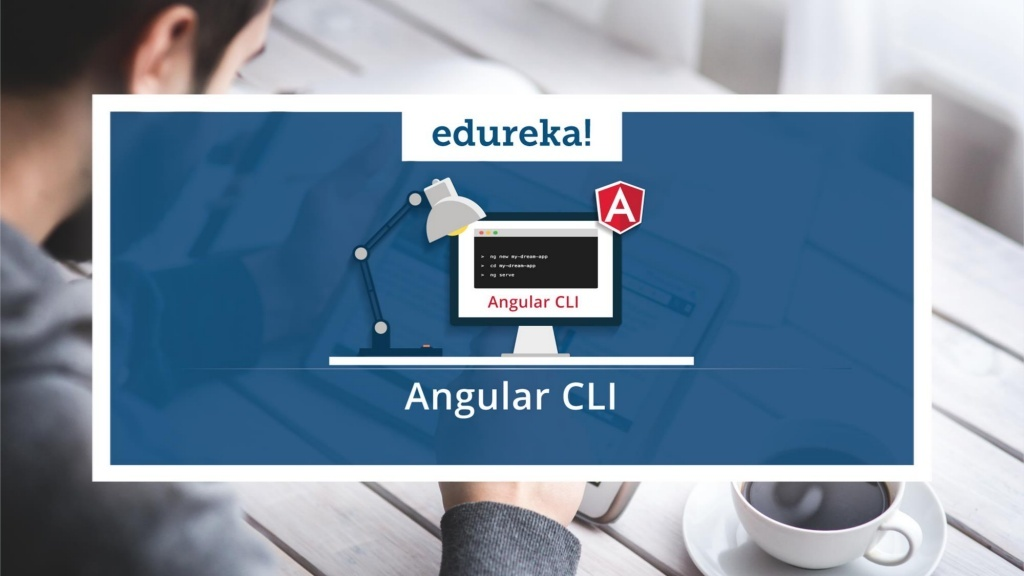 edureka!
> ng new my-dream-app
> cd my-dream-app
> ng serve
Angular CLI
Angular CLI